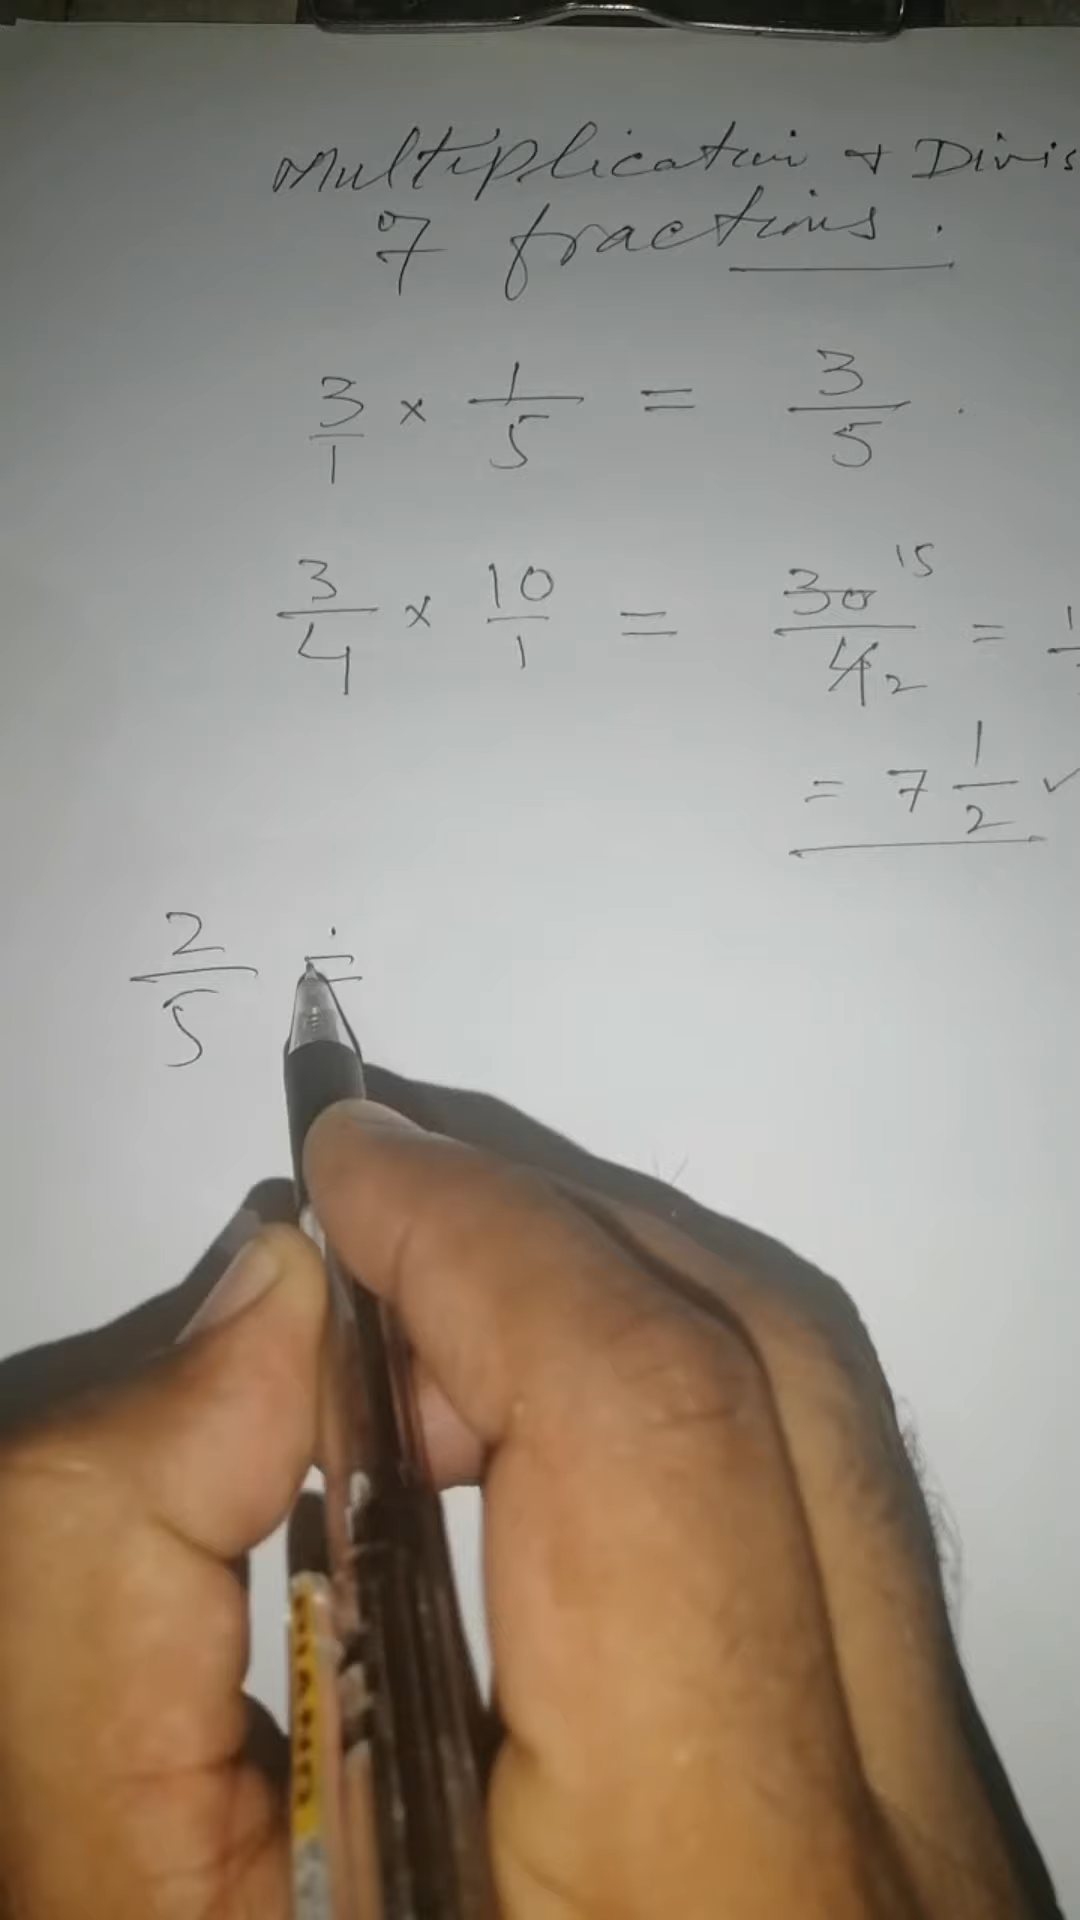 Multiplication & Divis
of fractions.
3/1 × 1/5 = 3/5 .
3/4 × 10/1 = 30/4 15 2 =
= 7 1/2 ✓
2/5 ÷